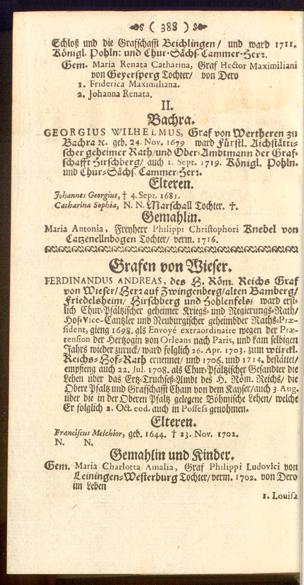 ( 388 )
Schloß und die Grafschafft Beichlingen/ und ward 1711.
Königl. Pohln: und Chur-Sächs. Cammer-Herr.
Gem. Maria Renata Catharina, Graf Hector Maximiliani
von Geyersperg Tochter/ von Dero
1. Friderica Maximiliana.
2. Johanna Renata.
II.
Bachra.
GEORGIUS WILHELMUS, Graf von Werthern zu
Bachra ꝛc. geb. 24. Nov. 1679 ward Fürstl. Aichstätti-
scher geheimer Rath und Ober-Amdtmann der Graf-
schafft Hirschberg/ auch 1. Sept. 1719. Königl. Pohln.
und Chur-Sächs. Cammer-Herr.
Elteren.
Johannes Georgius, † 4. Sept. 1681.
Catharina Sophia, N. N. Marschall Tochter. †.
Gemahlin.
Maria Antonia, Freyherr Philippi Christophori Knebel von
Catzenellnbogen Tochter/ verm. 1716.
Grafen von Wieser.
FERDINANDUS ANDREAS, des H. Röm. Reichs Graf
von Wieser/ Herr auf Zwingenberg/ alten Bamberg/
Friedelsheim/ Hirschberg und Hohlenfels/ ward erst-
lich Chur-Pfältzischer geheimer Kriegs- und Regierungs-Rath/
Hof-Vice-Cantzler und Neuburgischer geheimbder Raths-Præ-
sident, gieng 1698. als Envoyé extraordinaire wegen der Præ-
tension der Hertzogin von Orleans nach Paris, und kam selbigen
Jahrs wieder zurück/ ward folglich 26. Apr. 1703. zum würckl.
Reichs-Hof-Rath ernennet/ und 1706. und 1714. bestättet/
empfieng auch 22. Jul. 1708. als Chur-Pfältzischer Gesandter die
Lehen über das Ertz-Truchseß-Amdt des H. Röm. Reichs, die
Obere Pfaltz und Grafschafft Cham von dem Kayser/ auch 3. Aug.
über die in der Oberen Pfaltz gelegene Böhmische Lehen/ welche
Er folglich 2. Oct. eod. auch in Possess genohmen.
Elteren.
Franciscus Melchior, geb. 1644. † 23. Nov. 1702.
N. N.
Gemahlin und Kinder.
Gem. Maria Charlotta Amalia, Graf Philippi Ludovici von
Leiningen-Westerburg Tochter/ verm. 1702. von Dero
im Leben
1. Louisa